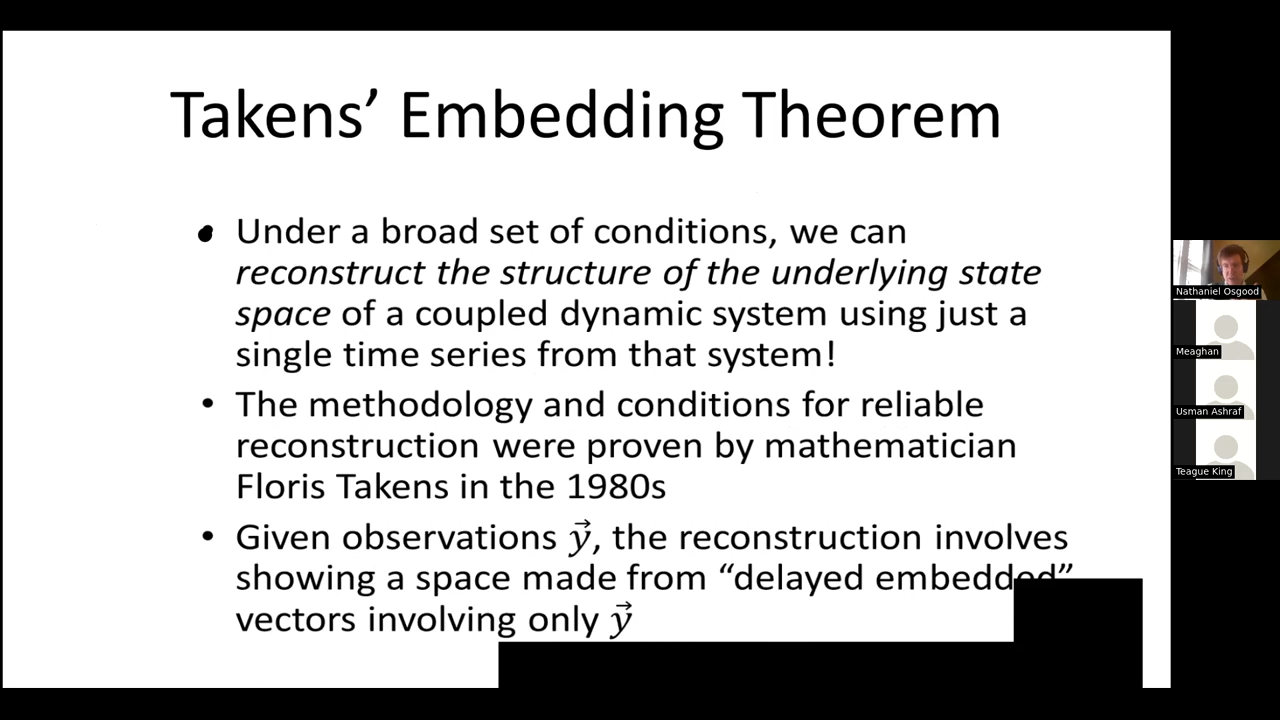 Takens’ Embedding Theorem
• Under a broad set of conditions, we can
reconstruct the structure of the underlying state
space of a coupled dynamic system using just a
single time series from that system!
• The methodology and conditions for reliable
reconstruction were proven by mathematician
Floris Takens in the 1980s
• Given observations y⃗, the reconstruction involves
showing a space made from “delayed embedded”
vectors involving only y⃗
Nathaniel Osgood
Meaghan
Usman Ashraf
Teague King